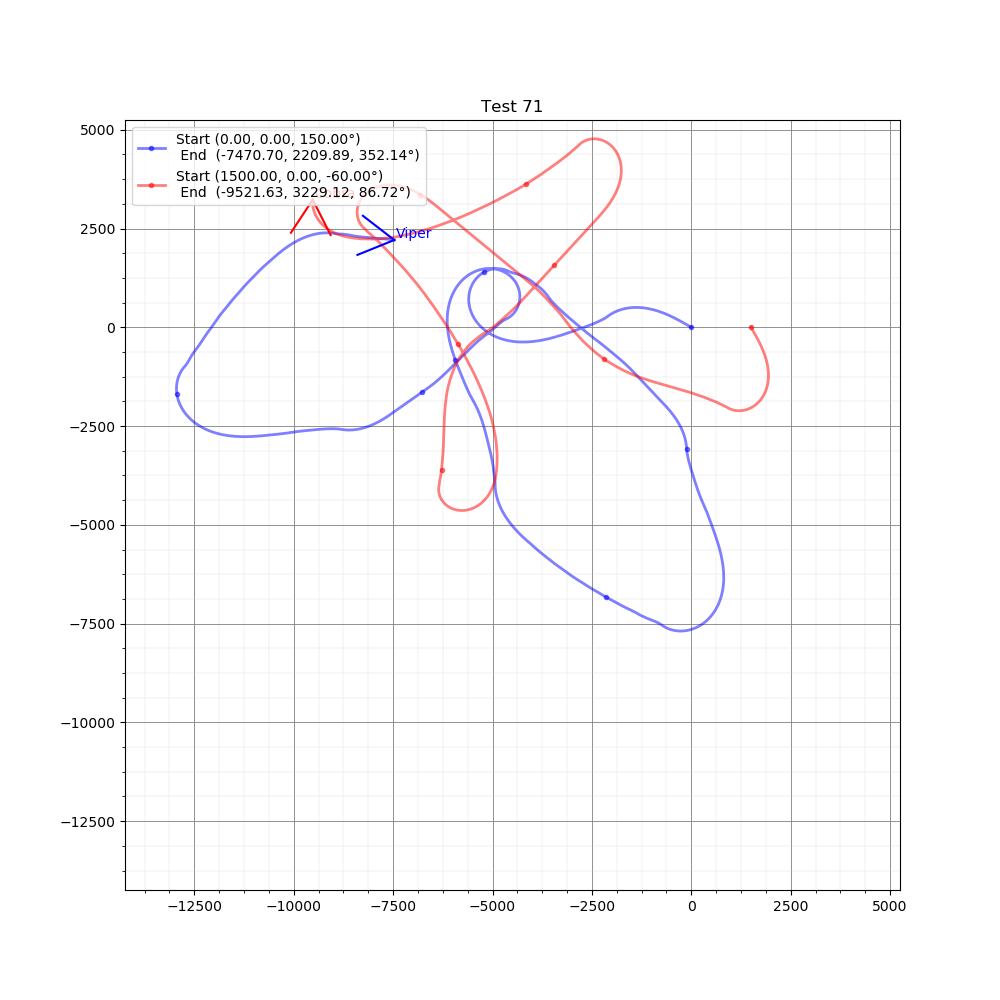 Test 71
Start (0.00, 0.00, 150.00°)
End (-7470.70, 2209.89, 352.14°)
Start (1500.00, 0.00, -60.00°)
End (-9521.63, 3229.12, 86.72°)
Viper
5000
2500
0
−2500
−5000
−7500
−10000
−12500
−12500 −10000 −7500 −5000 −2500 0 2500 5000